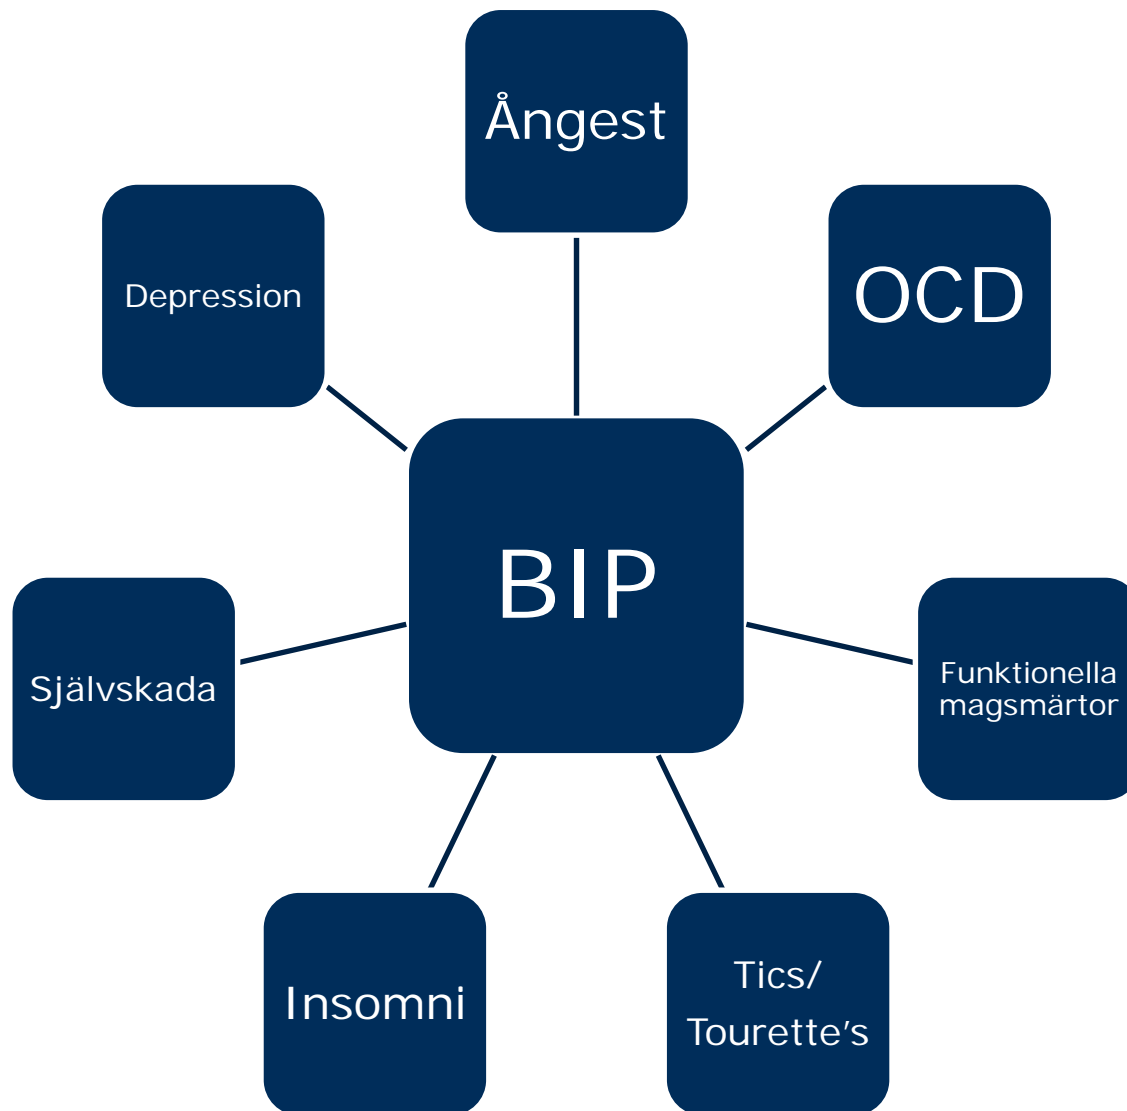 Ångest
Depression
OCD
BIP
Självskada
Funktionella
magsmärtor
Insomni
Tics/
Tourette’s